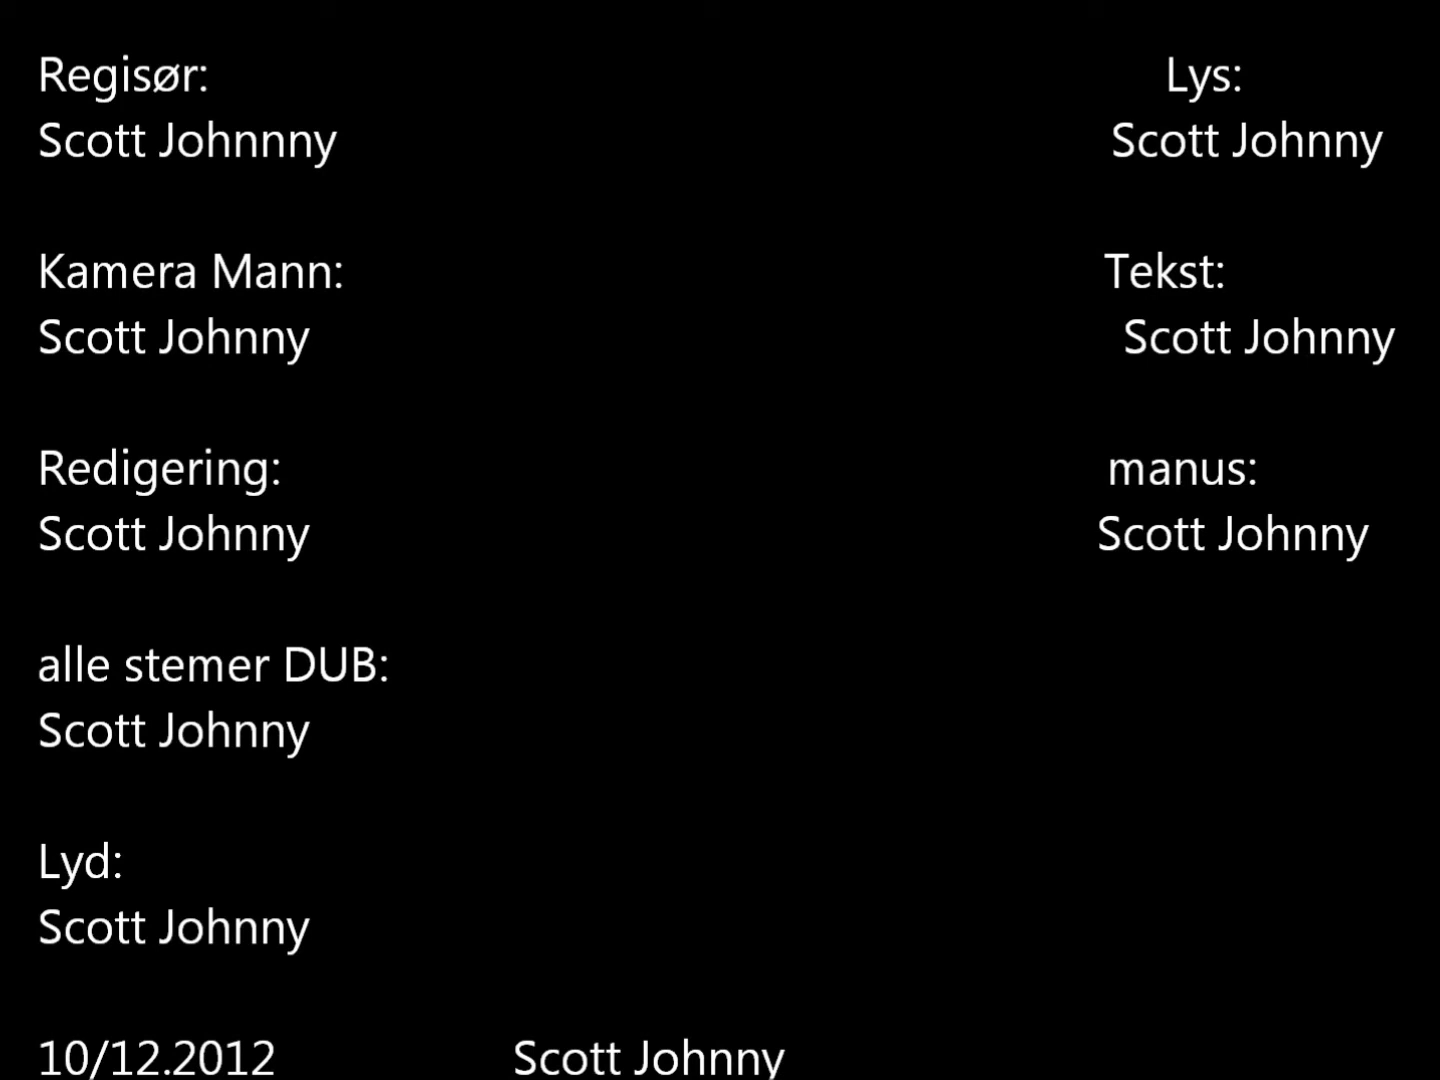 Regisør:
Scott Johnnny
Kamera Mann:
Scott Johnny
Redigering:
Scott Johnny
alle stemer DUB:
Scott Johnny
Lyd:
Scott Johnny
10/12.2012
Lys:
Scott Johnny
Tekst:
Scott Johnny
manus:
Scott Johnny
Scott Johnny